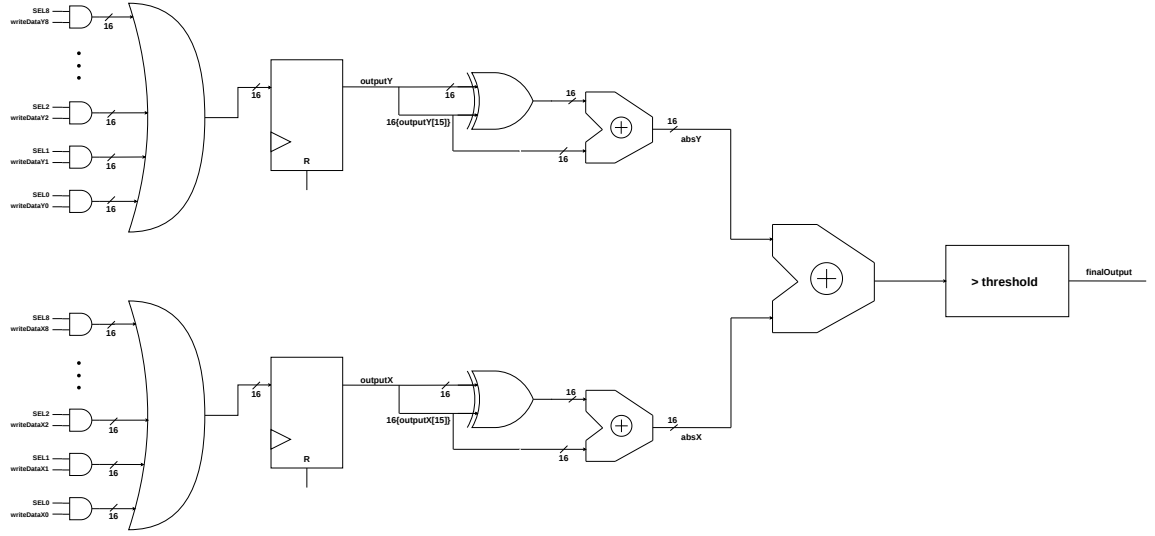 SEL8
writeDataY8
16
SEL2
writeDataY2
16
SEL1
writeDataY1
16
SEL0
writeDataY0
16
16
R
outputY
16
16{outputY[15]}
16
16
16
absY
SEL8
writeDataX8
16
SEL2
writeDataX2
16
SEL1
writeDataX1
16
SEL0
writeDataX0
16
16
R
outputX
16
16{outputX[15]}
16
16
16
absX
> threshold
finalOutput